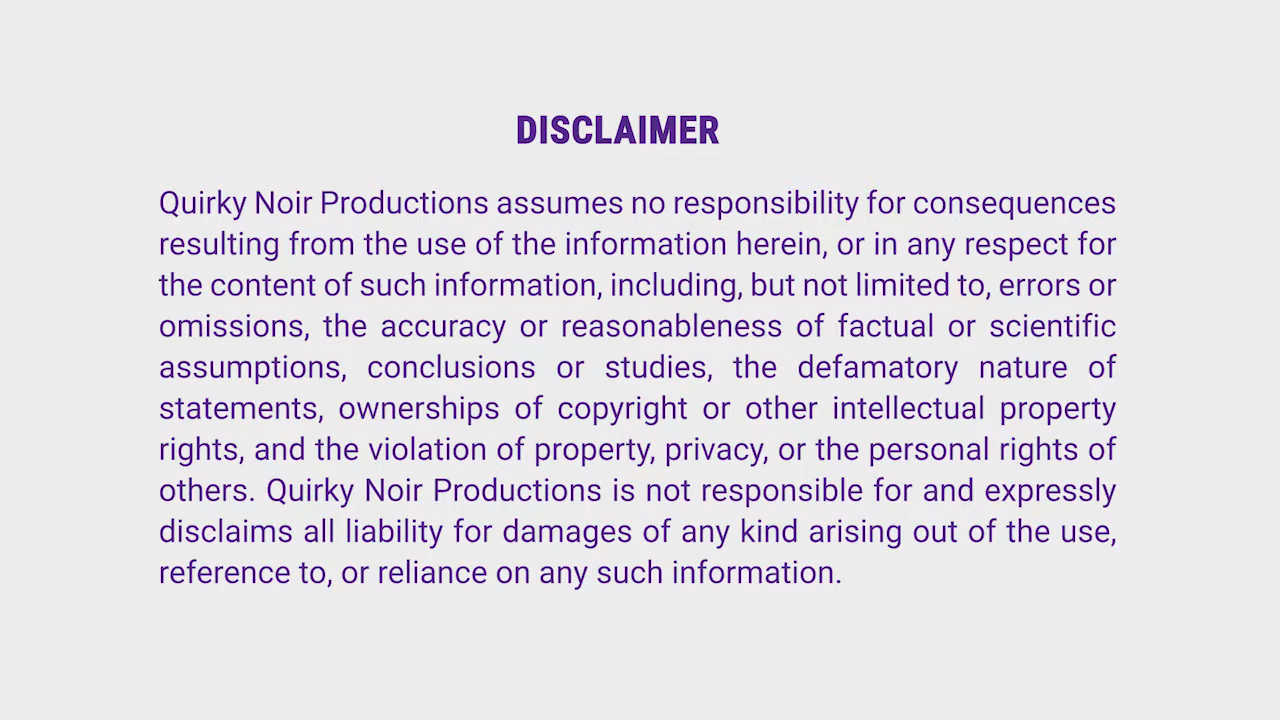 DISCLAIMER
Quirky Noir Productions assumes no responsibility for consequences
resulting from the use of the information herein, or in any respect for
the content of such information, including, but not limited to, errors or
omissions, the accuracy or reasonableness of factual or scientific
assumptions, conclusions or studies, the defamatory nature of
statements, ownerships of copyright or other intellectual property
rights, and the violation of property, privacy, or the personal rights of
others. Quirky Noir Productions is not responsible for and expressly
disclaims all liability for damages of any kind arising out of the use,
reference to, or reliance on any such information.